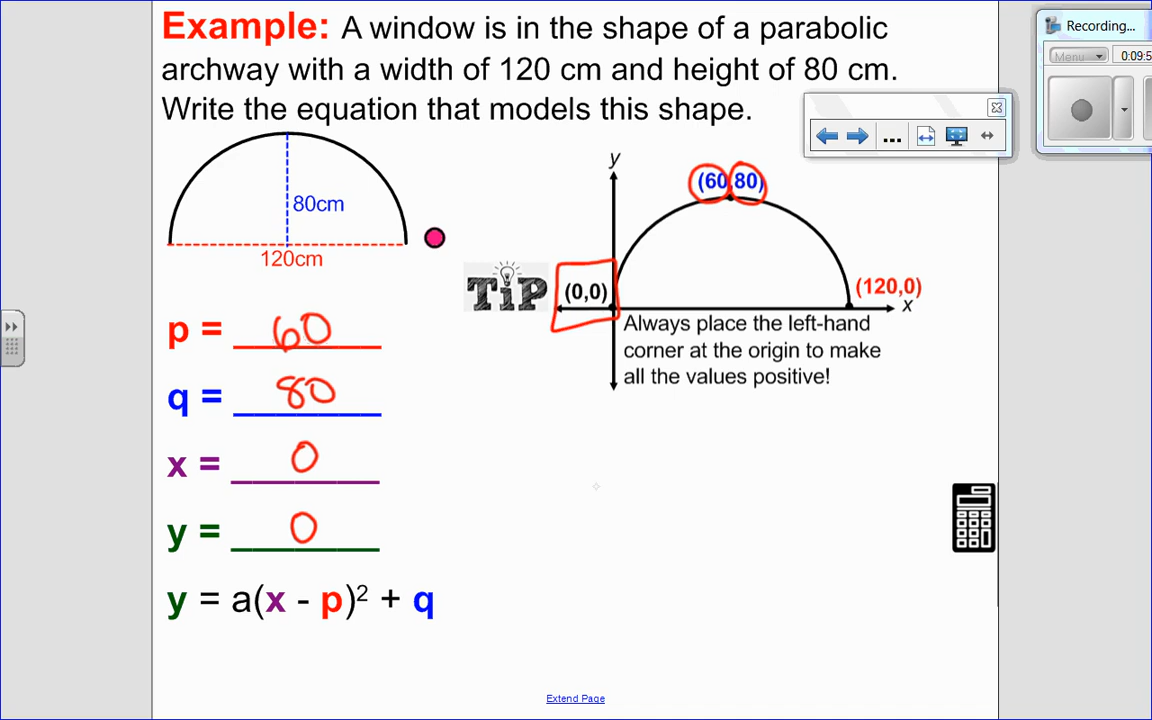 Example: A window is in the shape of a parabolic
archway with a width of 120 cm and height of 80 cm.
Write the equation that models this shape.
80cm
120cm
p = 60
q = 80
x = 0
y = 0
y = a(x - p)² + q
TiP
y
(60,80)
(0,0)
(120,0)
x
Always place the left-hand
corner at the origin to make
all the values positive!
Extend Page
Recording...
Menu
0:09:5
...